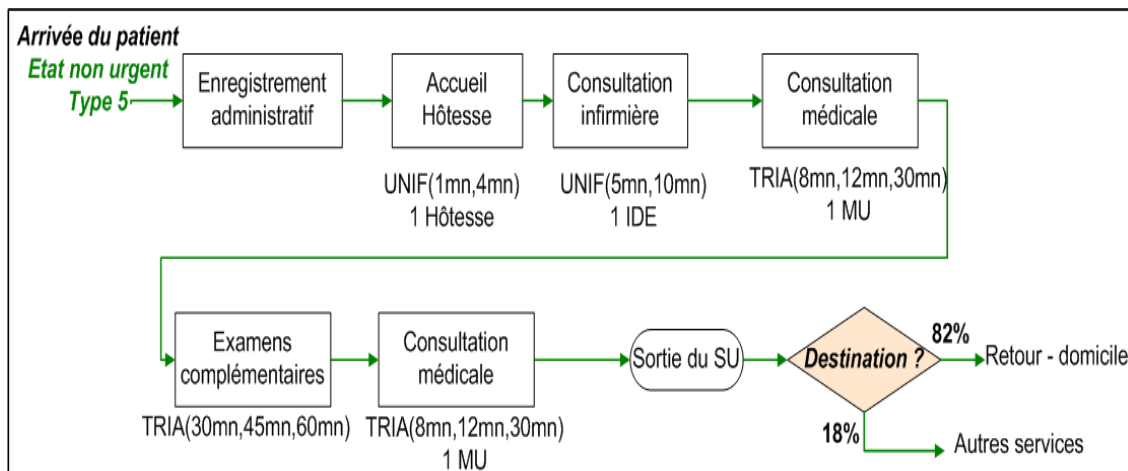 Arrivée du patient
Etat non urgent
Type 5
Enregistrement
administratif
Accueil
Hôtesse
UNIF(1mn,4mn)
1 Hôtesse
Consultation
infirmière
UNIF(5mn,10mn)
1 IDE
Consultation
médicale
TRIA(8mn,12mn,30mn)
1 MU
Examens
complémentaires
TRIA(30mn,45mn,60mn)
Consultation
médicale
TRIA(8mn,12mn,30mn)
1 MU
Sortie du SU
Destination ?
82%
Retour - domicile
18%
Autres services